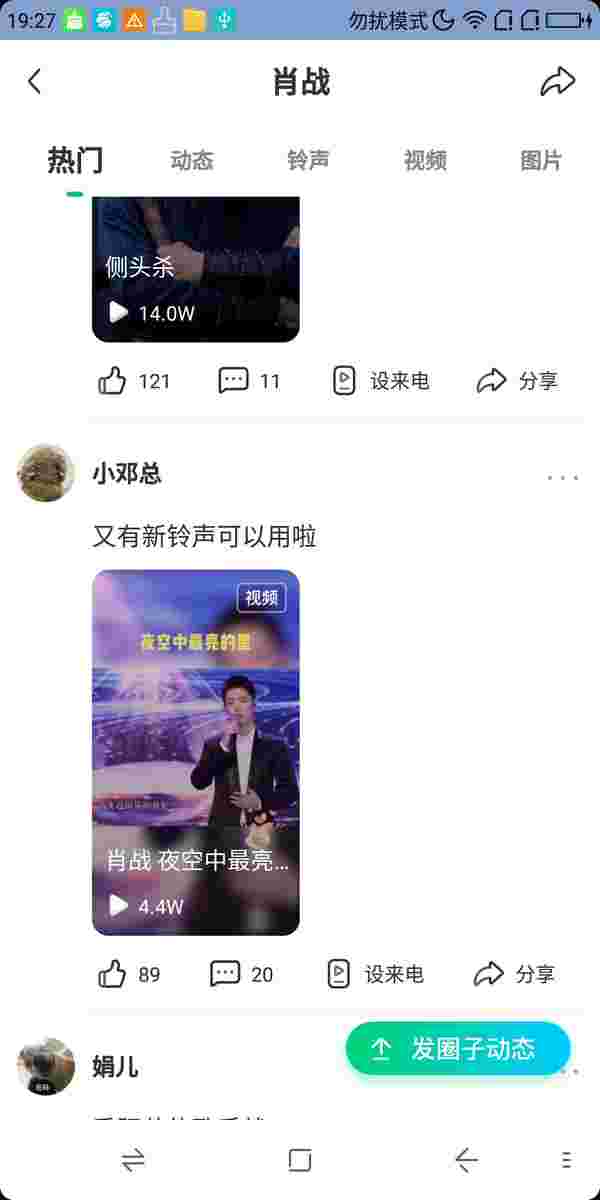 19:27
勿扰模式
肖战
热门
动态
铃声
视频
图片
侧头杀
14.0W
121
11
设来电
分享
小邓总
又有新铃声可以用啦
视频
夜空中最亮的星
肖战 夜空中最亮...
4.4W
89
20
设来电
分享
娟儿
发圈子动态